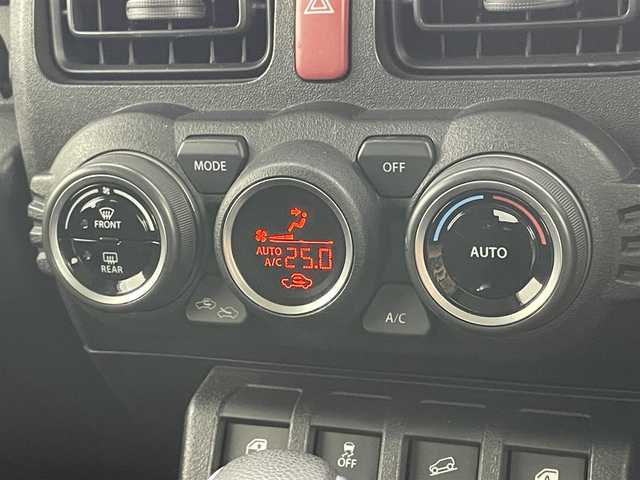 MODE
OFF
FRONT
REAR
AUTO
A/C 25.0
AUTO
A/C
OFF